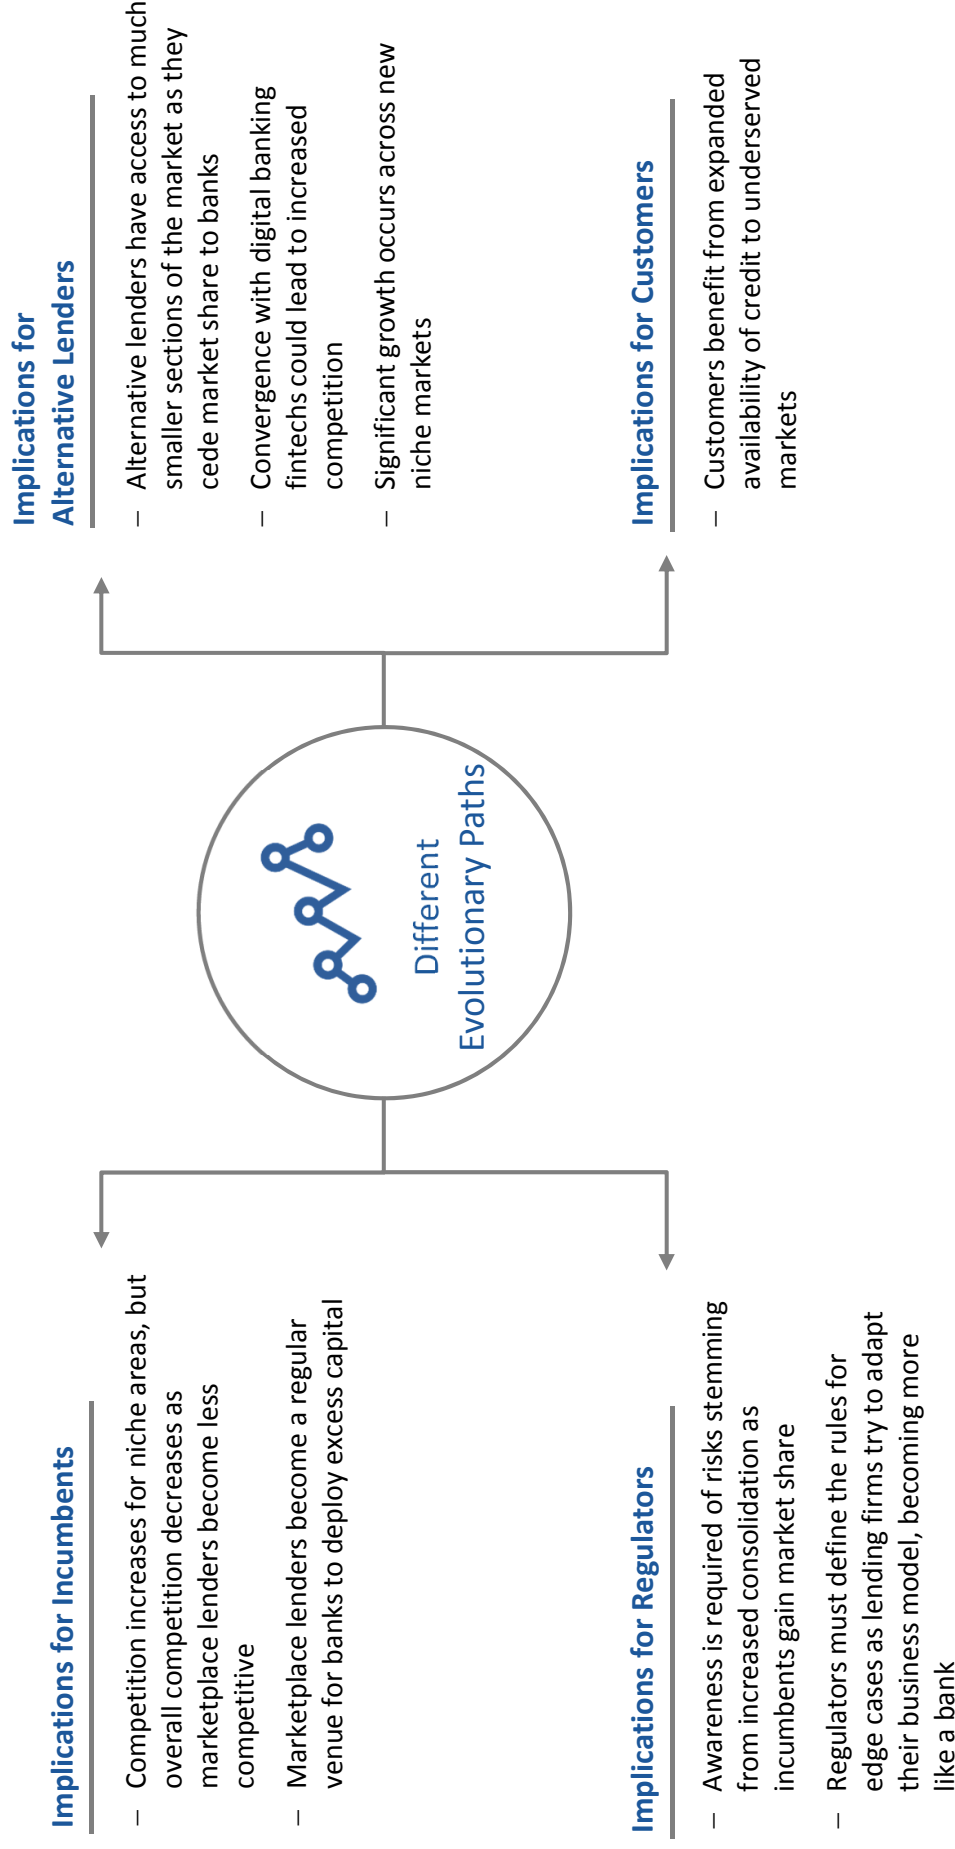 Implications for Incumbents
– Competition increases for niche areas, but
overall competition decreases as
marketplace lenders become less
competitive
– Marketplace lenders become a regular
venue for banks to deploy excess capital
Implications for
Alternative Lenders
– Alternative lenders have access to much
smaller sections of the market as they
cede market share to banks
– Convergence with digital banking
fintechs could lead to increased
competition
– Significant growth occurs across new
niche markets
Different
Evolutionary Paths
Implications for Regulators
– Awareness is required of risks stemming
from increased consolidation as
incumbents gain market share
– Regulators must define the rules for
edge cases as lending firms try to adapt
their business model, becoming more
like a bank
Implications for Customers
– Customers benefit from expanded
availability of credit to underserved
markets